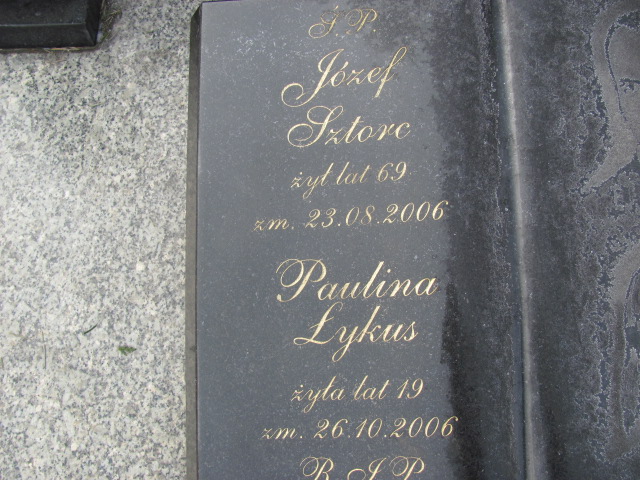 Ś.P.
Józef
Sztorc
żył lat 69
zm. 23.08.2006
Paulina
Łykus
żyła lat 19
zm. 26.10.2006
R.I.P.